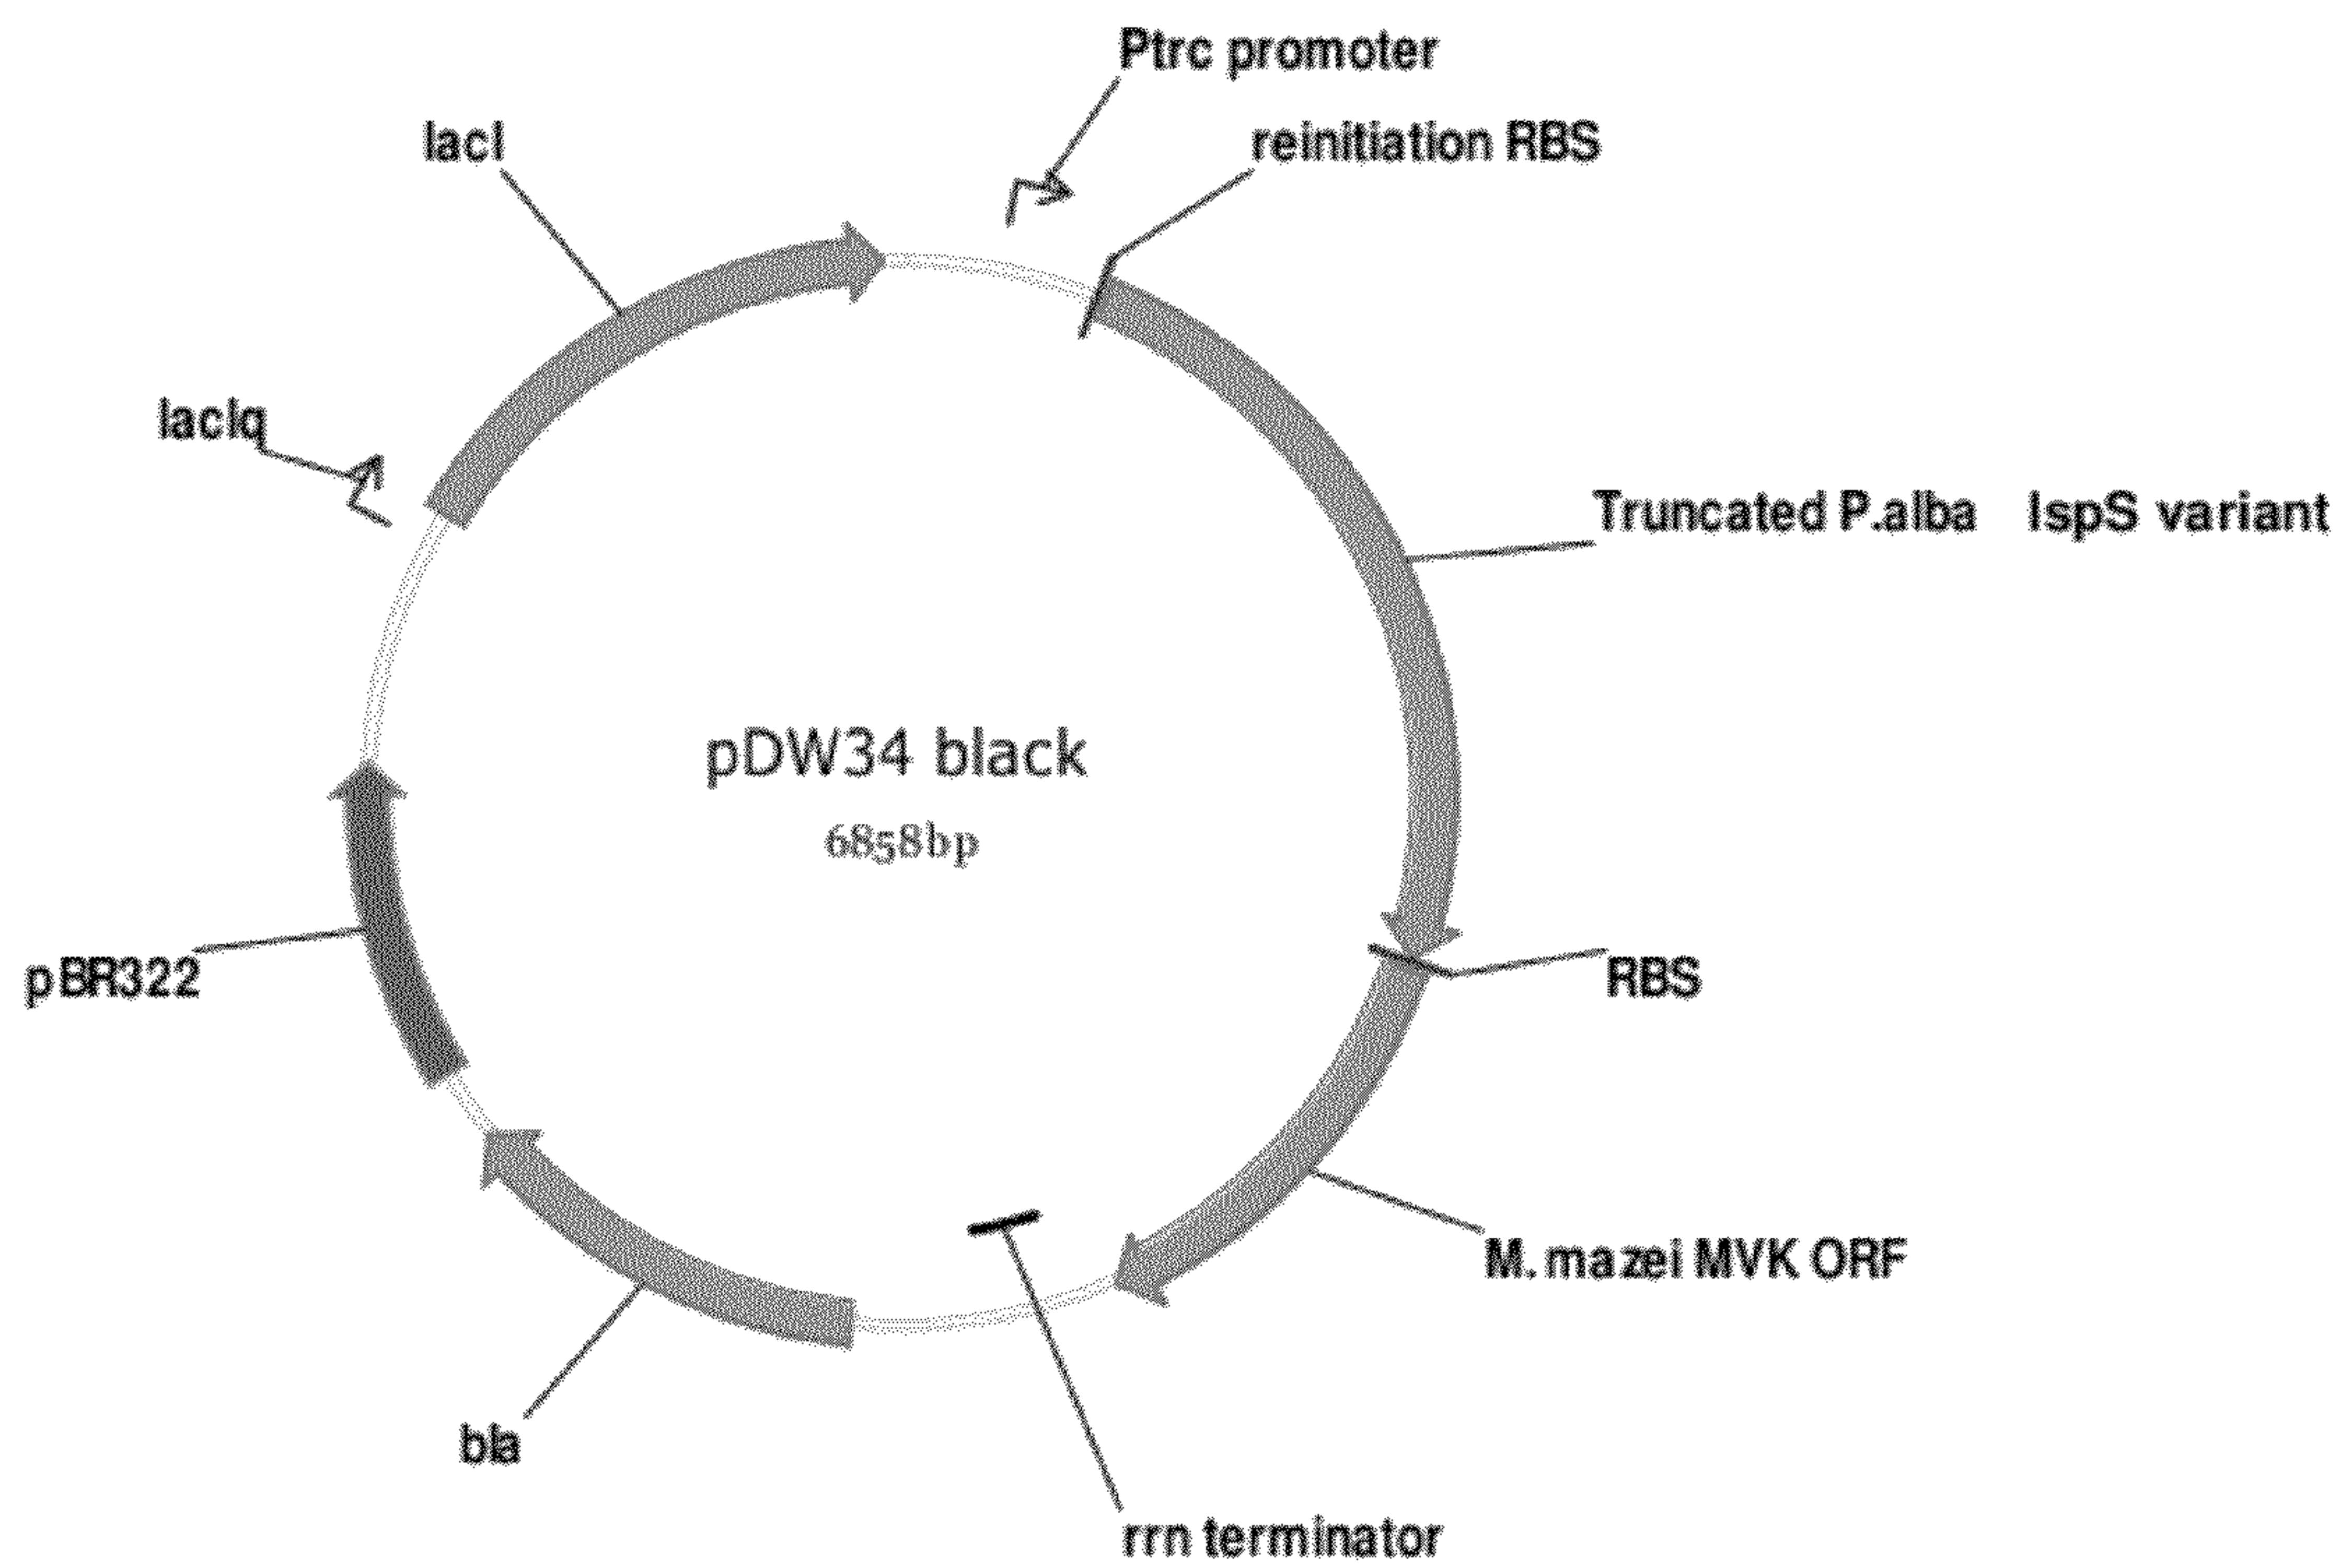 Ptrc promoter
lacI
reinitiation RBS
lacIq
Truncated P.alba IspS variant
pDW34 black
6858bp
pBR322
RBS
M. mazei MVK ORF
bla
rrn terminator